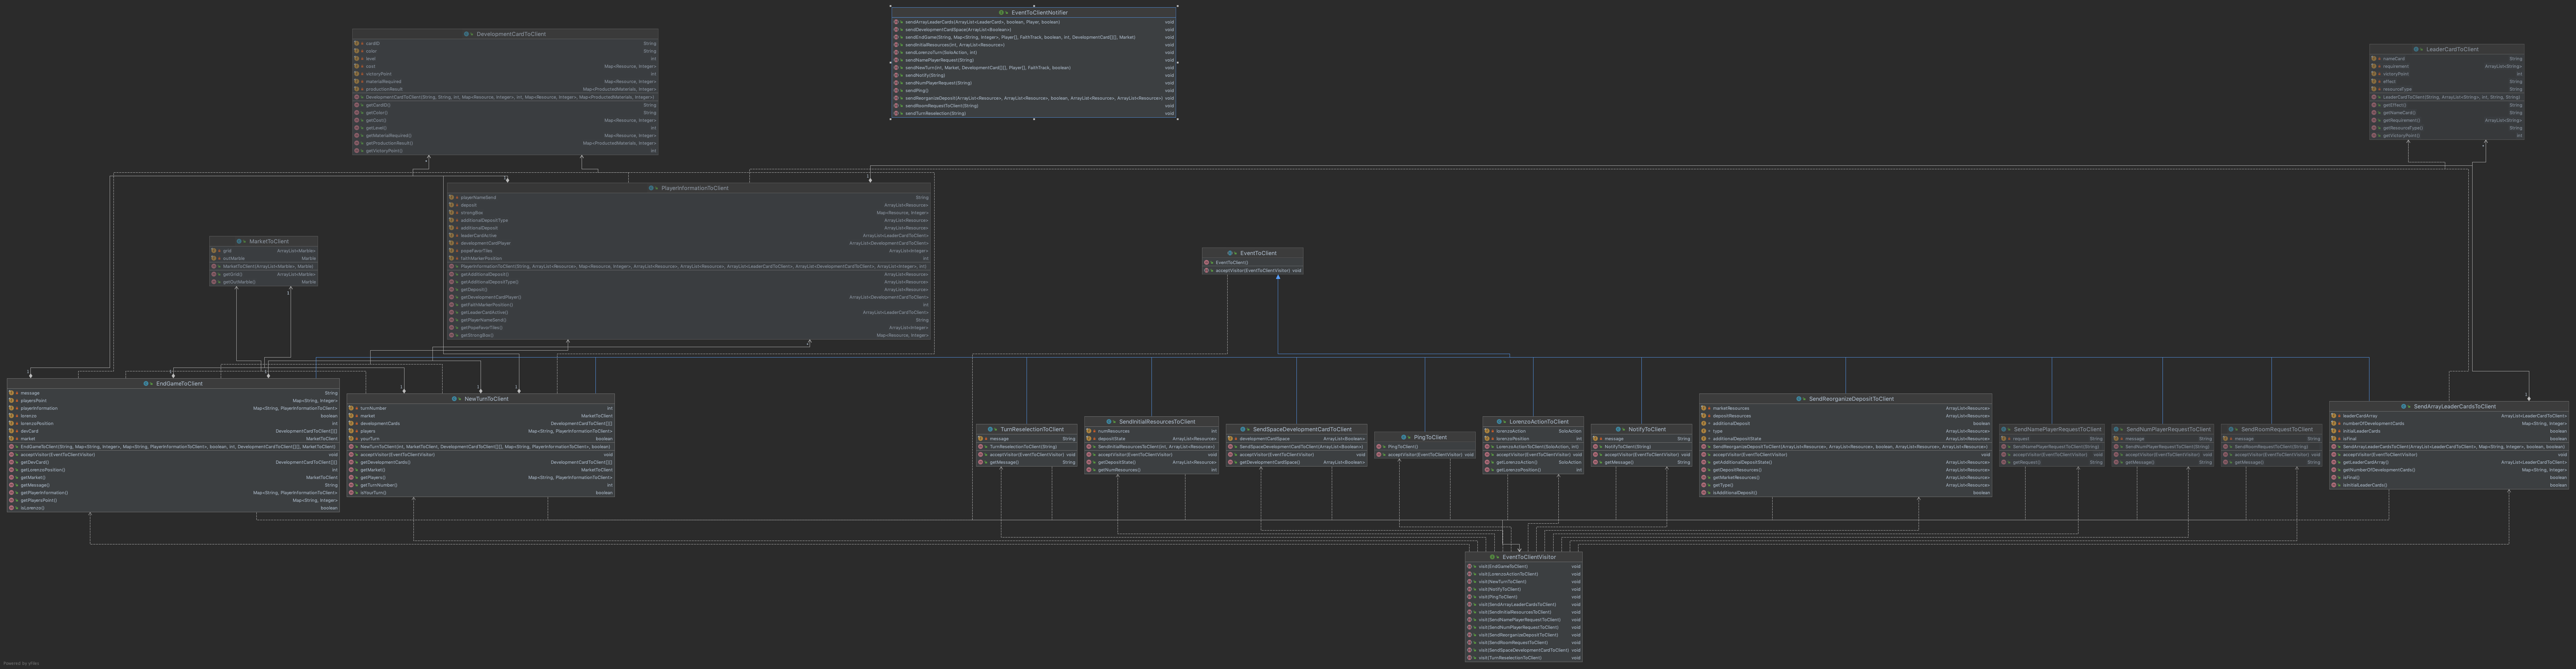 EventToClientNotifier
sendArrayLeaderCards(ArrayList<LeaderCard>, boolean, Player, boolean) void
sendDevelopmentCardSpace(ArrayList<Boolean>) void
sendEndGame(String, Map<String, Integer>, Player[], FaithTrack, boolean, int, DevelopmentCard[][], Market) void
sendInitialResources(int, ArrayList<Resource>) void
sendLorenzoTurn(SoloAction, int) void
sendNamePlayerRequest(String) void
sendNewTurn(int, Market, DevelopmentCard[][], Player[], FaithTrack, boolean) void
sendNotify(String) void
sendNumPlayerRequest(String) void
sendPing() void
sendReorganizeDeposit(ArrayList<Resource>, ArrayList<Resource>, boolean, ArrayList<Resource>, ArrayList<Resource>) void
sendRoomRequestToClient(String) void
sendTurnReselection(String) void
DevelopmentCardToClient
cardID String
color String
level int
cost Map<Resource, Integer>
victoryPoint int
materialRequired Map<Resource, Integer>
productionResult Map<ProductedMaterials, Integer>
DevelopmentCardToClient(String, String, int, Map<Resource, Integer>, int, Map<Resource, Integer>, Map<ProductedMaterials, Integer>)
getCardID() String
getColor() String
getCost() Map<Resource, Integer>
getLevel() int
getMaterialRequired() Map<Resource, Integer>
getProductionResult() Map<ProductedMaterials, Integer>
getVictoryPoint() int
LeaderCardToClient
nameCard String
requirement ArrayList<String>
victoryPoint int
effect String
resourceType String
LeaderCardToClient(String, ArrayList<String>, int, String, String)
getEffect() String
getNameCard() String
getRequirement() ArrayList<String>
getResourceType() String
getVictoryPoint() int
PlayerInformationToClient
playerNameSend String
deposit ArrayList<Resource>
strongBox Map<Resource, Integer>
additionalDepositType ArrayList<Resource>
additionalDeposit ArrayList<Resource>
leaderCardActive ArrayList<LeaderCardToClient>
developmentCardPlayer ArrayList<DevelopmentCardToClient>
popeFavorTiles ArrayList<Integer>
faithMarkerPosition int
PlayerInformationToClient(String, ArrayList<Resource>, Map<Resource, Integer>, ArrayList<Resource>, ArrayList<Resource>, ArrayList<LeaderCardToClient>, ArrayList<DevelopmentCardToClient>, ArrayList<Integer>, int)
getAdditionalDeposit() ArrayList<Resource>
getAdditionalDepositType() ArrayList<Resource>
getDeposit() ArrayList<Resource>
getDevelopmentCardPlayer() ArrayList<DevelopmentCardToClient>
getFaithMarkerPosition() int
getLeaderCardActive() ArrayList<LeaderCardToClient>
getPlayerNameSend() String
getPopeFavorTiles() ArrayList<Integer>
getStrongBox() Map<Resource, Integer>
MarketToClient
grid ArrayList<Marble>
outMarble Marble
MarketToClient(ArrayList<Marble>, Marble)
getGrid() ArrayList<Marble>
getOutMarble() Marble
EventToClient
EventToClient()
acceptVisitor(EventToClientVisitor) void
EndGameToClient
message String
playersPoint Map<String, Integer>
playerInformation Map<String, PlayerInformationToClient>
lorenzo boolean
lorenzoPosition int
devCard DevelopmentCardToClient[][]
market MarketToClient
EndGameToClient(String, Map<String, Integer>, Map<String, PlayerInformationToClient>, boolean, int, DevelopmentCardToClient[][], MarketToClient)
acceptVisitor(EventToClientVisitor) void
getDevCard() DevelopmentCardToClient[][]
getLorenzoPosition() int
getMarket() MarketToClient
getMessage() String
getPlayerInformation() Map<String, PlayerInformationToClient>
getPlayersPoint() Map<String, Integer>
isLorenzo() boolean
NewTurnToClient
turnNumber int
market MarketToClient
developmentCards DevelopmentCardToClient[][]
players Map<String, PlayerInformationToClient>
yourTurn boolean
NewTurnToClient(int, MarketToClient, DevelopmentCardToClient[][], Map<String, PlayerInformationToClient>, boolean)
acceptVisitor(EventToClientVisitor) void
getDevelopmentCards() DevelopmentCardToClient[][]
getMarket() MarketToClient
getPlayers() Map<String, PlayerInformationToClient>
getTurnNumber() int
isYourTurn() boolean
TurnReselectionToClient
message String
TurnReselectionToClient(String)
acceptVisitor(EventToClientVisitor) void
getMessage() String
SendInitialResourcesToClient
numResources int
depositState ArrayList<Resource>
SendInitialResourcesToClient(int, ArrayList<Resource>)
acceptVisitor(EventToClientVisitor) void
getDepositState() ArrayList<Resource>
getNumResources() int
SendSpaceDevelopmentCardToClient
developmentCardSpace ArrayList<Boolean>
SendSpaceDevelopmentCardToClient(ArrayList<Boolean>)
acceptVisitor(EventToClientVisitor) void
getDevelopmentCardSpace() ArrayList<Boolean>
PingToClient
PingToClient()
acceptVisitor(EventToClientVisitor) void
LorenzoActionToClient
lorenzoAction SoloAction
lorenzoPosition int
LorenzoActionToClient(SoloAction, int)
acceptVisitor(EventToClientVisitor) void
getLorenzoAction() SoloAction
getLorenzoPosition() int
NotifyToClient
message String
NotifyToClient(String)
acceptVisitor(EventToClientVisitor) void
getMessage() String
SendReorganizeDepositToClient
marketResources ArrayList<Resource>
depositResources ArrayList<Resource>
additionalDeposit boolean
type ArrayList<Resource>
additionalDepositState ArrayList<Resource>
SendReorganizeDepositToClient(ArrayList<Resource>, ArrayList<Resource>, boolean, ArrayList<Resource>, ArrayList<Resource>)
acceptVisitor(EventToClientVisitor) void
getAdditionalDepositState() ArrayList<Resource>
getDepositResources() ArrayList<Resource>
getMarketResources() ArrayList<Resource>
getType() ArrayList<Resource>
isAdditionalDeposit() boolean
SendNamePlayerRequestToClient
request String
SendNamePlayerRequestToClient(String)
acceptVisitor(EventToClientVisitor) void
getRequest() String
SendNumPlayerRequestToClient
message String
SendNumPlayerRequestToClient(String)
acceptVisitor(EventToClientVisitor) void
getMessage() String
SendRoomRequestToClient
message String
SendRoomRequestToClient(String)
acceptVisitor(EventToClientVisitor) void
getMessage() String
SendArrayLeaderCardsToClient
leaderCardArray ArrayList<LeaderCardToClient>
numberOfDevelopmentCards Map<String, Integer>
initialLeaderCards boolean
isFinal boolean
SendArrayLeaderCardsToClient(ArrayList<LeaderCardToClient>, Map<String, Integer>, boolean, boolean)
acceptVisitor(EventToClientVisitor) void
getLeaderCardArray() ArrayList<LeaderCardToClient>
getNumberOfDevelopmentCards() Map<String, Integer>
isFinal() boolean
isInitialLeaderCards() boolean
EventToClientVisitor
visit(EndGameToClient) void
visit(LorenzoActionToClient) void
visit(NewTurnToClient) void
visit(NotifyToClient) void
visit(PingToClient) void
visit(SendArrayLeaderCardsToClient) void
visit(SendInitialResourcesToClient) void
visit(SendNamePlayerRequestToClient) void
visit(SendNumPlayerRequestToClient) void
visit(SendReorganizeDepositToClient) void
visit(SendRoomRequestToClient) void
visit(SendSpaceDevelopmentCardToClient) void
visit(TurnReselectionToClient) void
Powered by yFiles